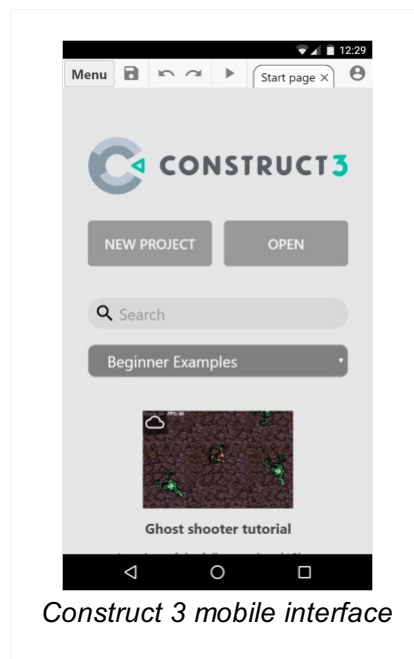 12:29
Menu
Start page ×
CONSTRUCT 3
NEW PROJECT
OPEN
Search
Beginner Examples
Ghost shooter tutorial
Construct 3 mobile interface